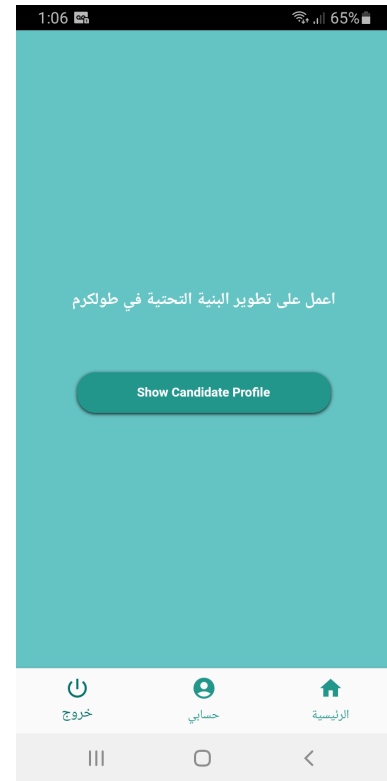 1:06 65%
اعمل على تطوير البنية التحتية في طولكرم
Show Candidate Profile
الرئيسية حسابي خروج